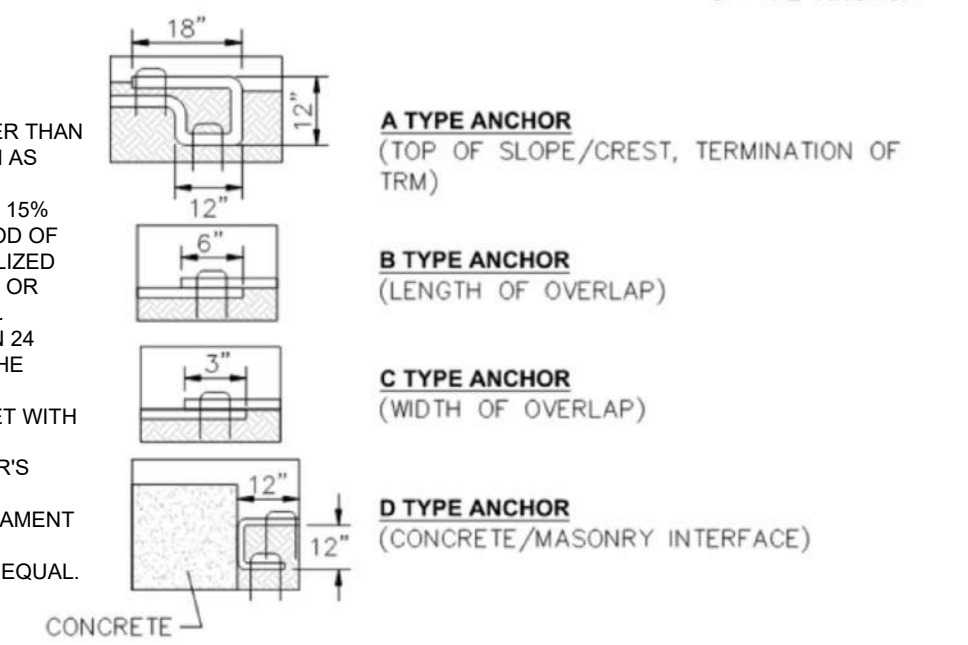 18"
12"
12"
A TYPE ANCHOR
(TOP OF SLOPE/CREST, TERMINATION OF
TRM)
6"
B TYPE ANCHOR
(LENGTH OF OVERLAP)
3"
C TYPE ANCHOR
(WIDTH OF OVERLAP)
12"
12"
D TYPE ANCHOR
(CONCRETE/MASONRY INTERFACE)
CONCRETE
ER THAN
AS
15%
OD OF
LIZED
OR
24
HE
ET WITH
R'S
AMENT
EQUAL.